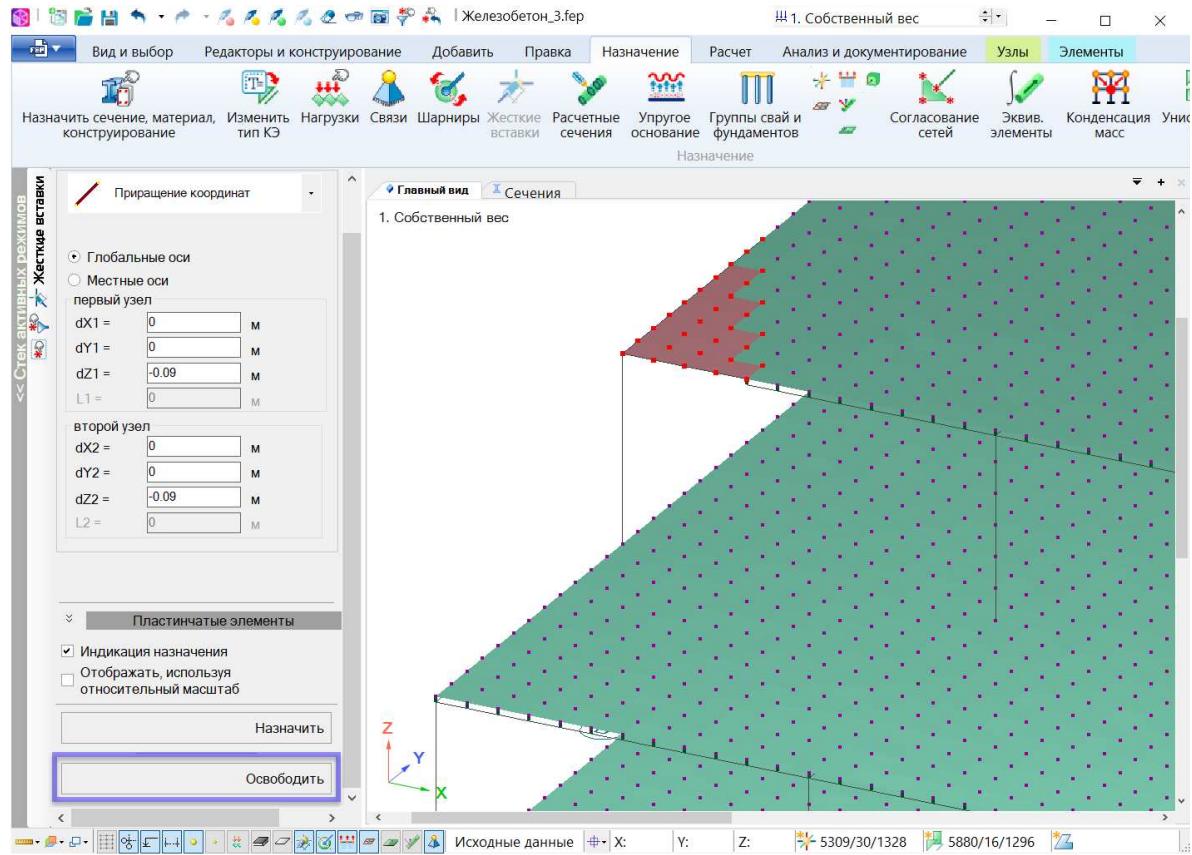 Железобетон_3.fep
1. Собственный вес
Вид и выбор
Редакторы и конструирование
Добавить
Правка
Назначение
Расчет
Анализ и документирование
Узлы
Элементы
Назначить сечение, материал, конструирование
Изменить тип КЭ
Нагрузки
Связи
Шарниры
Жесткие вставки
Расчетные сечения
Упругое основание
Группы свай и фундаментов
Согласование сетей
Эквив. элементы
Конденсация масс
Назначение
<< Стек активных режимов
Жесткие вставки
Приращение координат
Глобальные оси
Местные оси
первый узел
dX1 = 0 м
dY1 = 0 м
dZ1 = -0.09 м
L1 = 0 м
второй узел
dX2 = 0 м
dY2 = 0 м
dZ2 = -0.09 м
L2 = 0 м
Пластинчатые элементы
Индикация назначения
Отображать, используя
относительный масштаб
Назначить
Освободить
Главный вид
Сечения
1. Собственный вес
Z
Y
X
Исходные данные X: Y: Z: 5309/30/1328 5880/16/1296